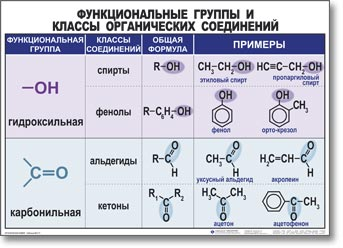 ФУНКЦИОНАЛЬНЫЕ ГРУППЫ И
КЛАССЫ ОРГАНИЧЕСКИХ СОЕДИНЕНИЙ
ФУНКЦИОНАЛЬНАЯ ГРУППА
КЛАССЫ СОЕДИНЕНИЙ
ОБЩАЯ ФОРМУЛА
ПРИМЕРЫ
–OH
гидроксильная
спирты
R–OH
CH₃–CH₂–OH
этиловый спирт
HC≡C–CH₂–OH
пропаргиловый спирт
фенолы
R–C₆H₄–OH
OH
фенол
OH
CH₃
орто-крезол
C=O
карбонильная
альдегиды
R–C
O
H
CH₃–C
O
H
уксусный альдегид
CH₂=CH–C
O
H
акролеин
кетоны
O
C
R₁
R₂
O
C
CH₃
CH₃
ацетон
O
C
CH₃
ацетофенон